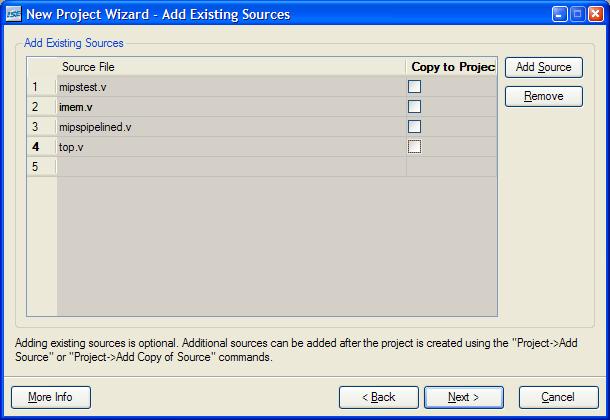 ISE New Project Wizard - Add Existing Sources
Add Existing Sources
Source File Copy to Projec
Add Source
1 mipstest.v
2 imem.v
Remove
3 mipspipelined.v
4 top.v
5
Adding existing sources is optional. Additional sources can be added after the project is created using the "Project->Add
Source" or "Project->Add Copy of Source" commands.
More Info < Back Next > Cancel